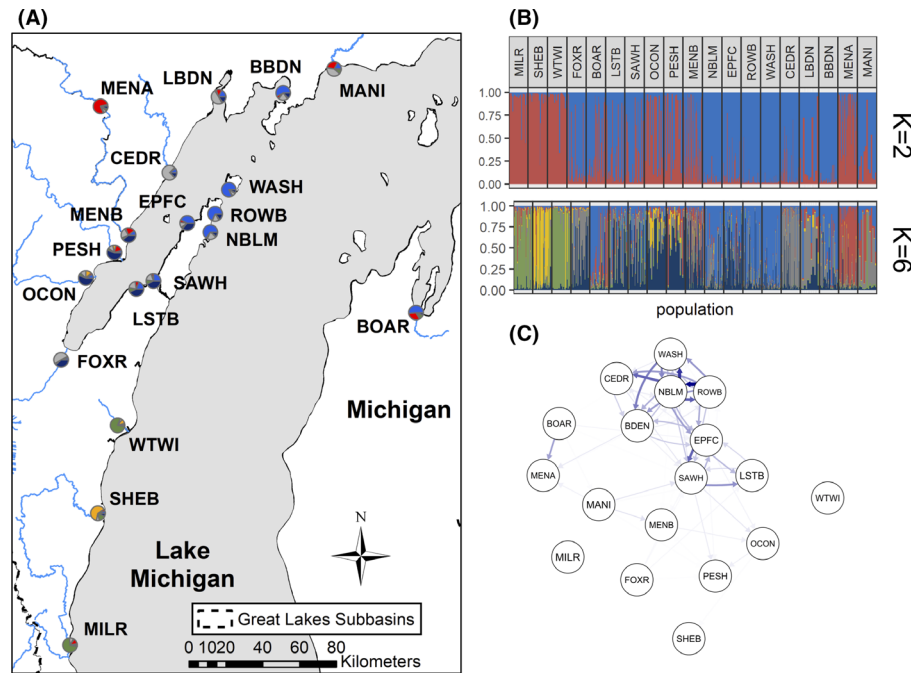 (A)
MENA
LBDN
BBDN
MANI
CEDR
EPFC
WASH
MENB
ROWB
PESH
NBLM
OCON
SAWH
LSTB
BOAR
FOXR
Michigan
WTWI
SHEB
N
Lake
Michigan
Great Lakes Subbasins
MILR
0 10 20 40 60 80
Kilometers
(B)
MILR SHEB WTWI FOXR BOAR LSTB SAWH OCON PESH MENB NBLM EPFC ROWB WASH CEDR LBDN BBDN MENA MANI
1.00
0.75
0.50
0.25
0.00
K=2
1.00
0.75
0.50
0.25
0.00
K=6
population
(C)
WASH
CEDR
NBLM
ROWB
BOAR
BDEN
EPFC
MENA
SAWH
LSTB
WTWI
MANI
MENB
OCON
MILR
FOXR
PESH
SHEB